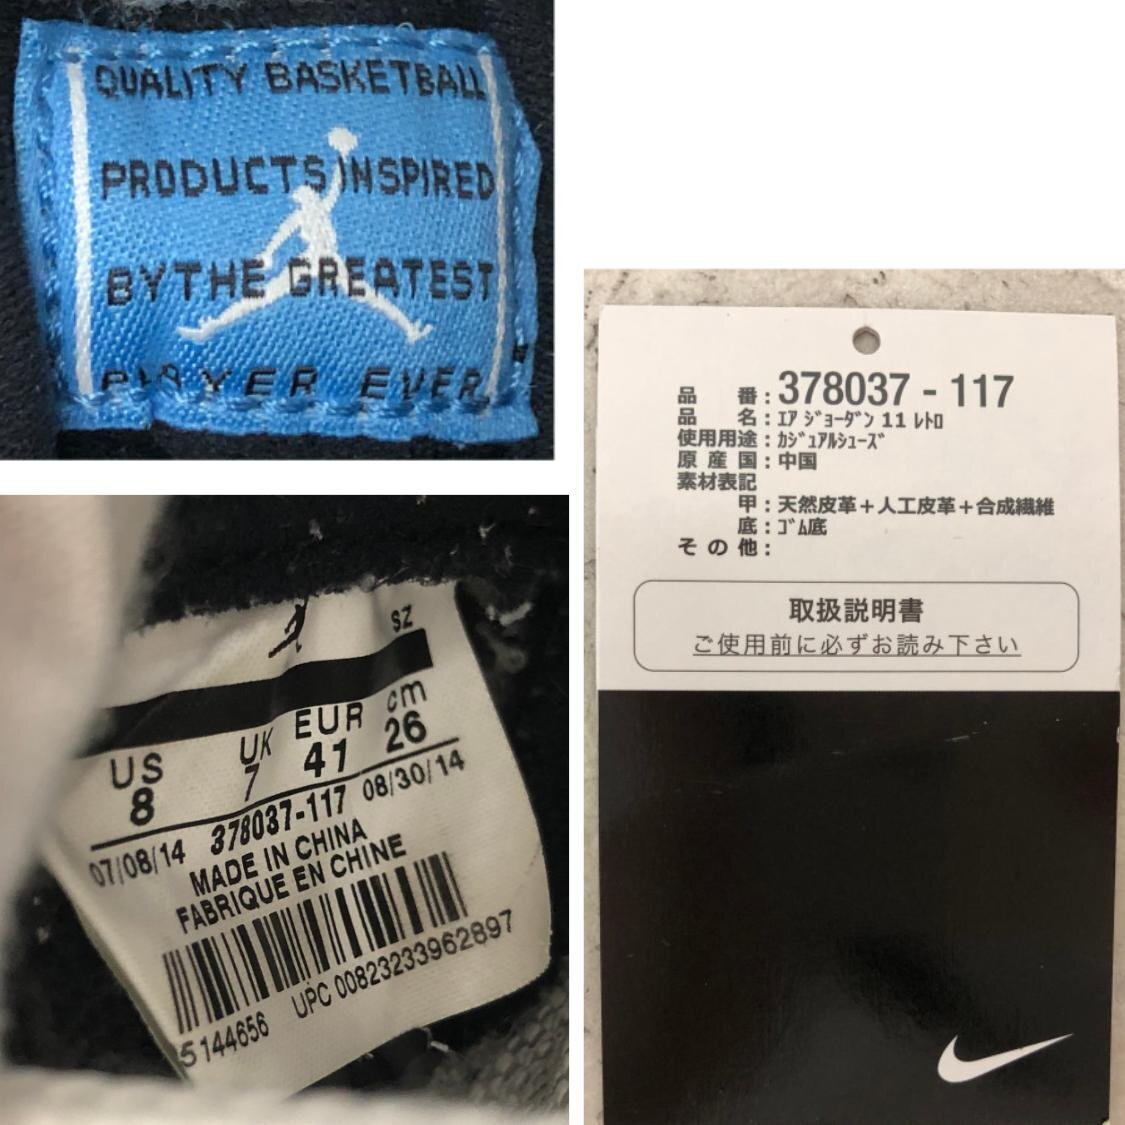 QUALITY BASKETBALL
PRODUCTS INSPIRED
BY THE GREATEST
PLAYER EVER
SZ
US UK EUR cm
8 7 41 26
07/08/14 378037-117 08/30/14
MADE IN CHINA
FABRIQUE EN CHINE
5144656 UPC 00823233962897
品 番：378037 - 117
品 名：ｴｱ ｼﾞｮｰﾀﾞﾝ 11 ﾚﾄﾛ
使用用途：ｶｼﾞｭｱﾙｼｭｰｽﾞ
原 産 国：中国
素材表記
甲：天然皮革＋人工皮革＋合成繊維
底：ｺﾞﾑ底
そ の 他：
取扱説明書
ご使用前に必ずお読み下さい